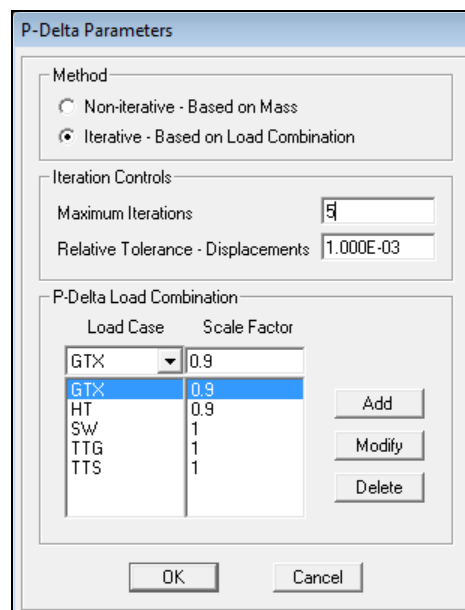 P-Delta Parameters
Method
Non-iterative - Based on Mass
Iterative - Based on Load Combination
Iteration Controls
Maximum Iterations 5
Relative Tolerance - Displacements 1.000E-03
P-Delta Load Combination
Load Case Scale Factor
GTX 0.9
GTX 0.9
HT 0.9
SW 1
TTG 1
TTS 1
Add
Modify
Delete
OK Cancel